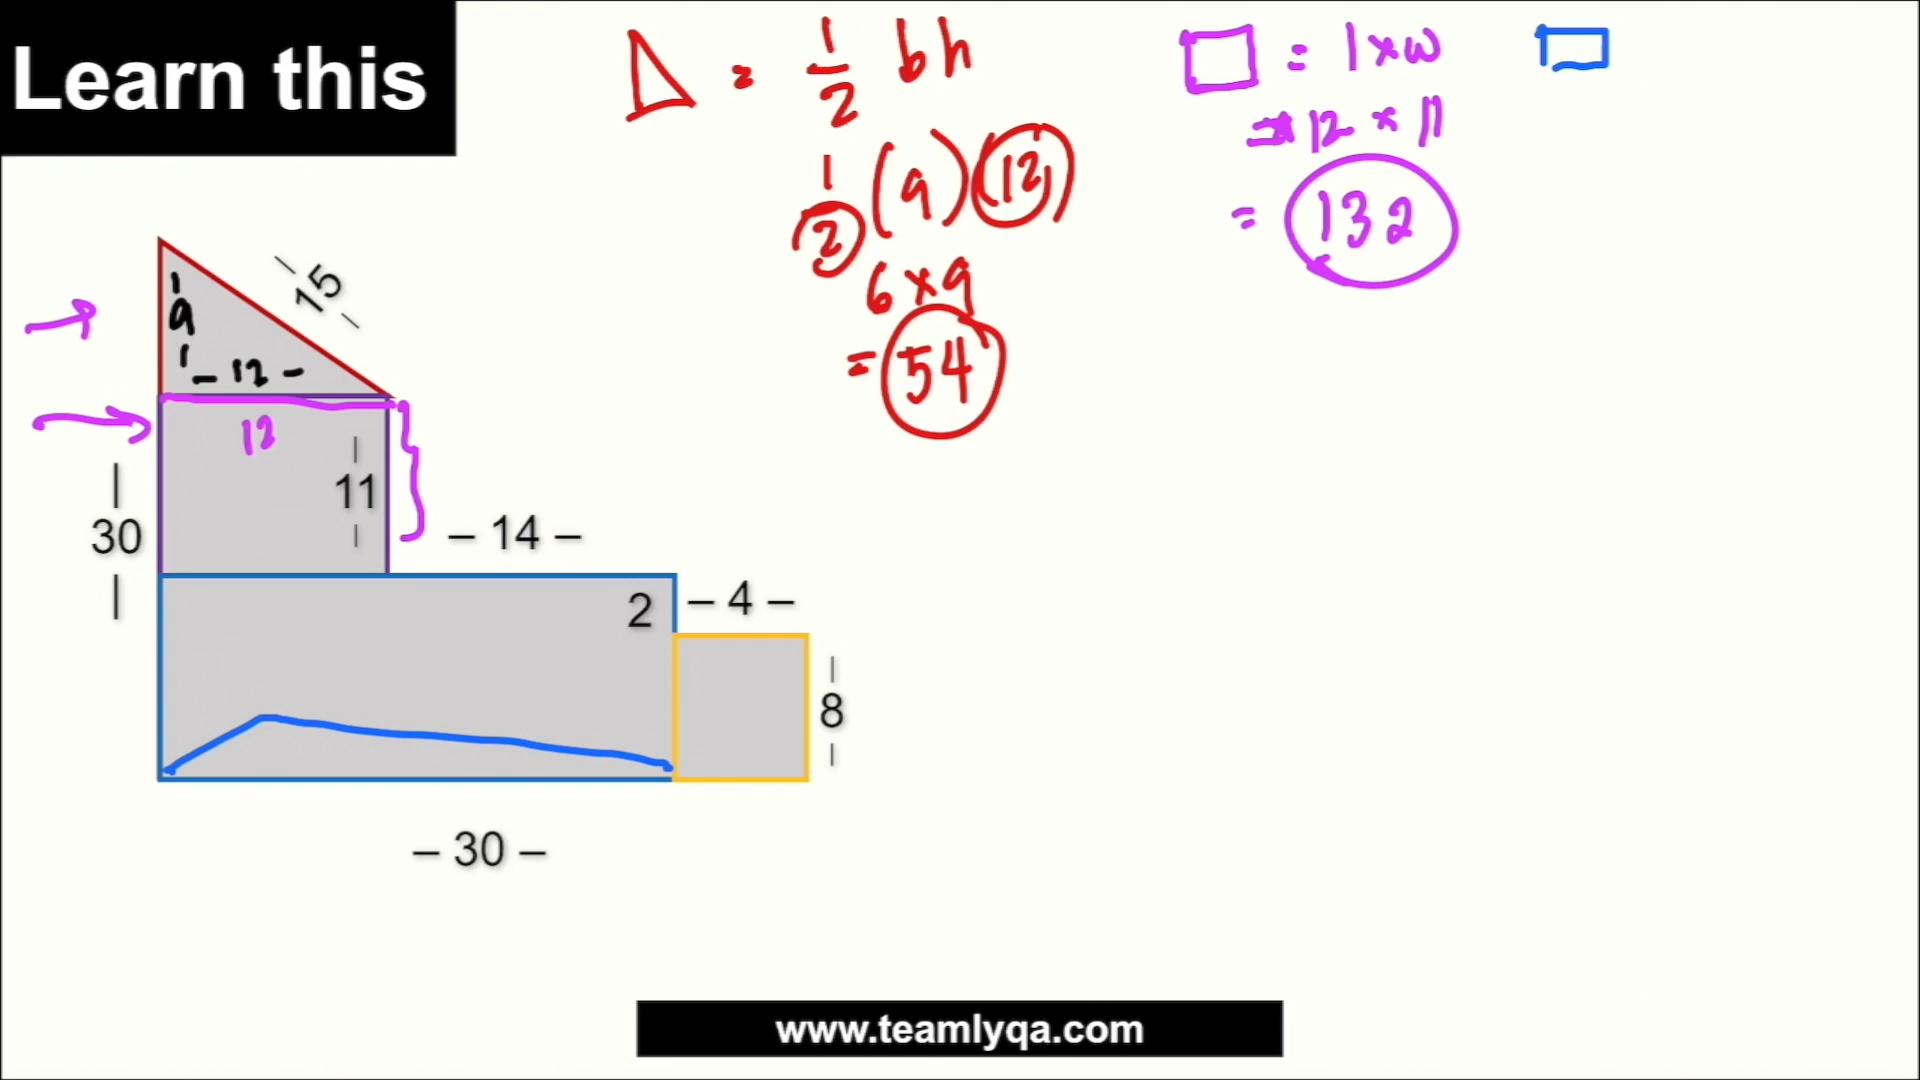 Learn this
△ = 1/2 bh
1/2 (9)(12)
6 × 9
= 54
□ = l × w
= 12 × 11
= 132
15
9
– 12 –
12
11
30
– 14 –
2
– 4 –
8
– 30 –
www.teamlyqa.com